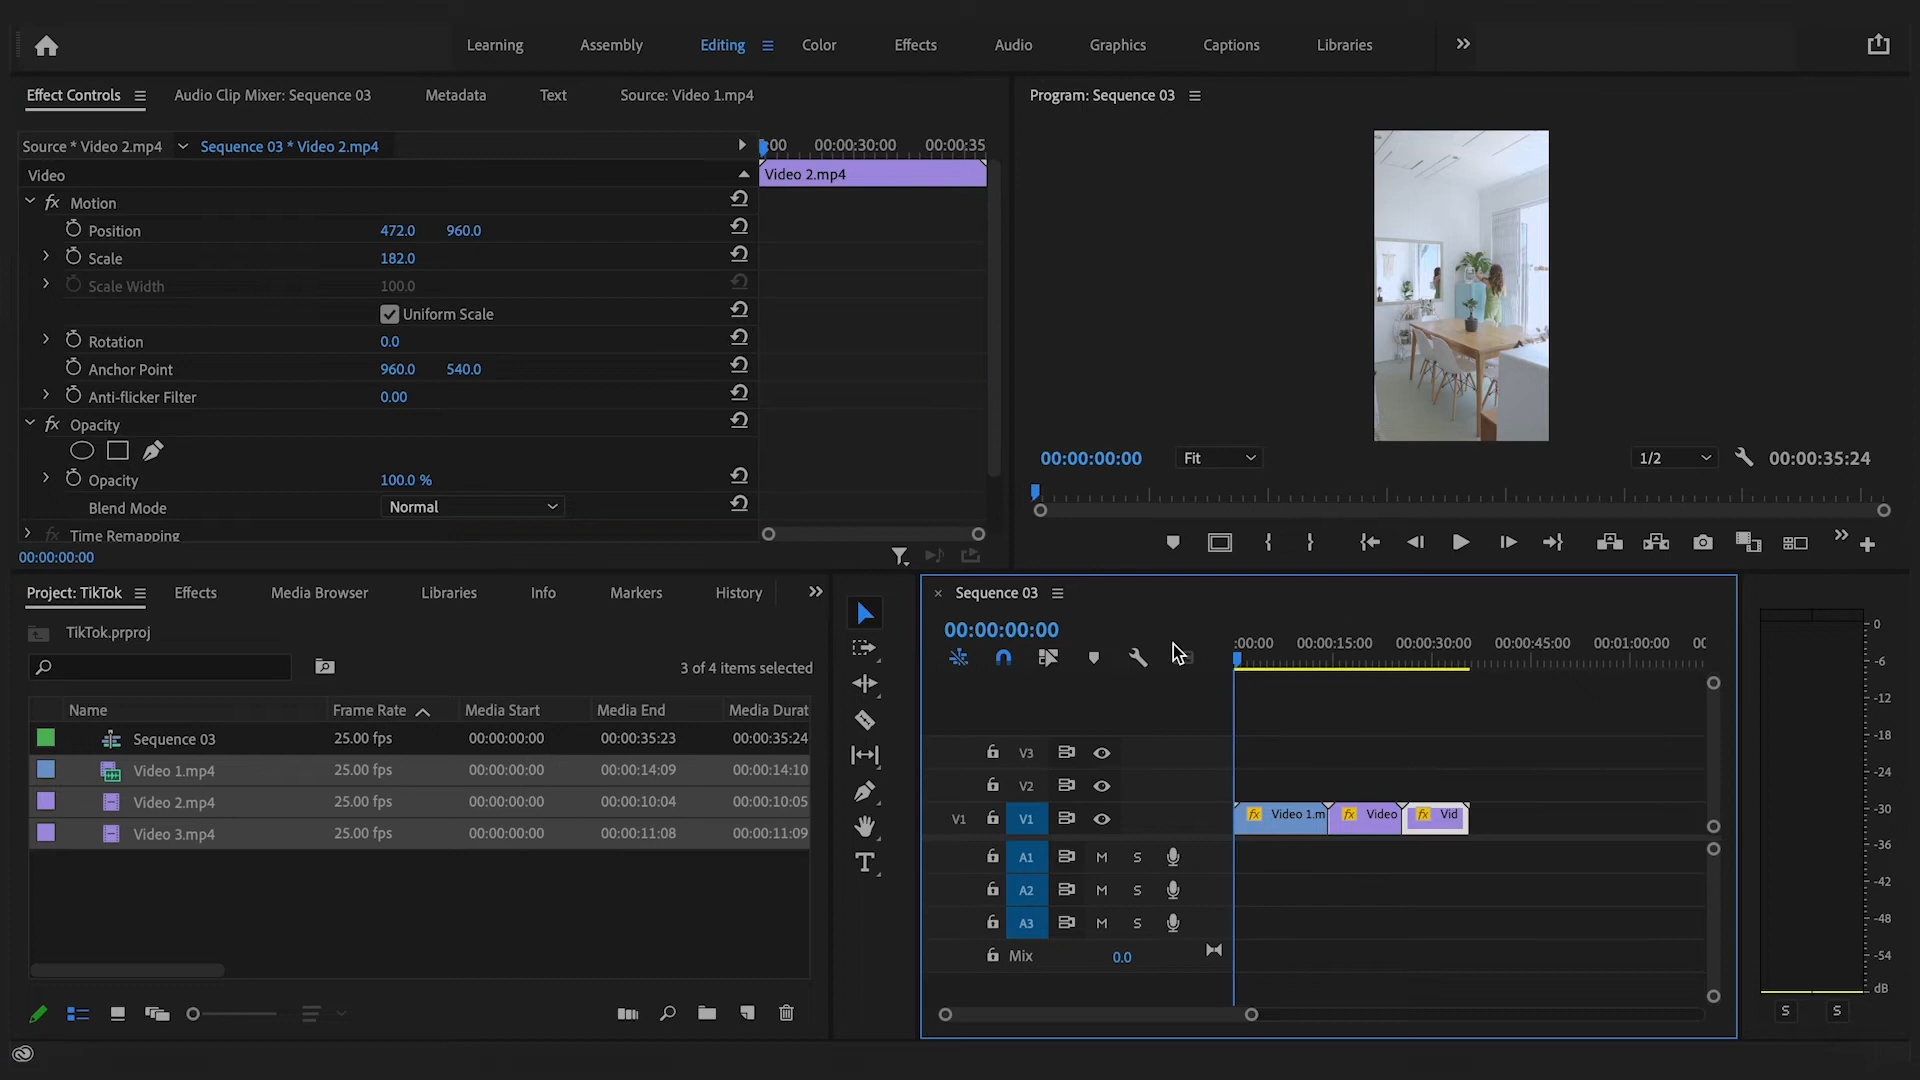 Learning Assembly Editing Color Effects Audio Graphics Captions Libraries
Effect Controls Audio Clip Mixer: Sequence 03 Metadata Text Source: Video 1.mp4
Source * Video 2.mp4 Sequence 03 * Video 2.mp4
:00 00:00:30:00 00:00:35
Video
Video 2.mp4
fx Motion
Position 472.0 960.0
Scale 182.0
Scale Width 100.0
Uniform Scale
Rotation 0.0
Anchor Point 960.0 540.0
Anti-flicker Filter 0.00
fx Opacity
Opacity 100.0 %
Blend Mode Normal
fx Time Remapping
00:00:00:00
Program: Sequence 03
00:00:00:00 Fit 1/2 00:00:35:24
Project: TikTok Effects Media Browser Libraries Info Markers History
TikTok.prproj
3 of 4 items selected
Name Frame Rate Media Start Media End Media Durat
Sequence 03 25.00 fps 00:00:00:00 00:00:35:23 00:00:35:24
Video 1.mp4 25.00 fps 00:00:00:00 00:00:14:09 00:00:14:10
Video 2.mp4 25.00 fps 00:00:00:00 00:00:10:04 00:00:10:05
Video 3.mp4 25.00 fps 00:00:00:00 00:00:11:08 00:00:11:09
T
× Sequence 03
00:00:00:00
:00:00 00:00:15:00 00:00:30:00 00:00:45:00 00:01:00:00 00
V3
V2
V1 V1
fx Video 1.m fx Video fx Vid
A1 M S
A2 M S
A3 M S
Mix 0.0
0
-6
-12
-18
-24
-30
-36
-42
-48
-54
dB
S S